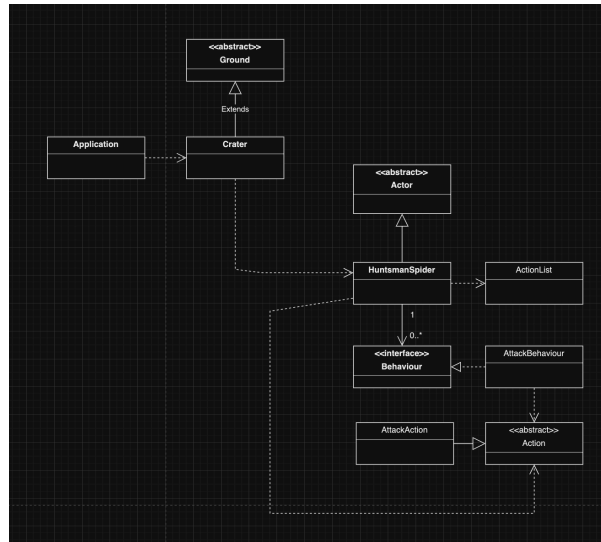 <<abstract>>
Ground
Extends
Application
Crater
<<abstract>>
Actor
HuntsmanSpider
ActionList
1
0..*
<<interface>>
Behaviour
AttackBehaviour
AttackAction
<<abstract>>
Action